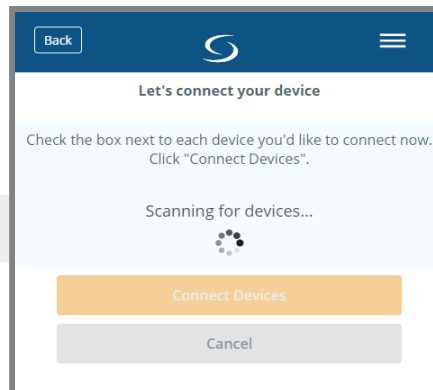 Back
Let's connect your device
Check the box next to each device you'd like to connect now.
Click "Connect Devices".
Scanning for devices...
Connect Devices
Cancel